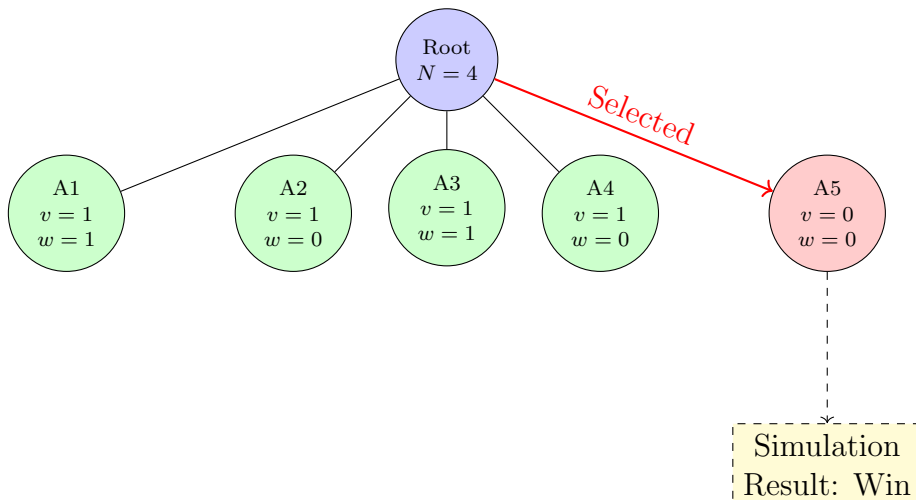 Root
N = 4
Selected
A1
v = 1
w = 1
A2
v = 1
w = 0
A3
v = 1
w = 1
A4
v = 1
w = 0
A5
v = 0
w = 0
Simulation
Result: Win